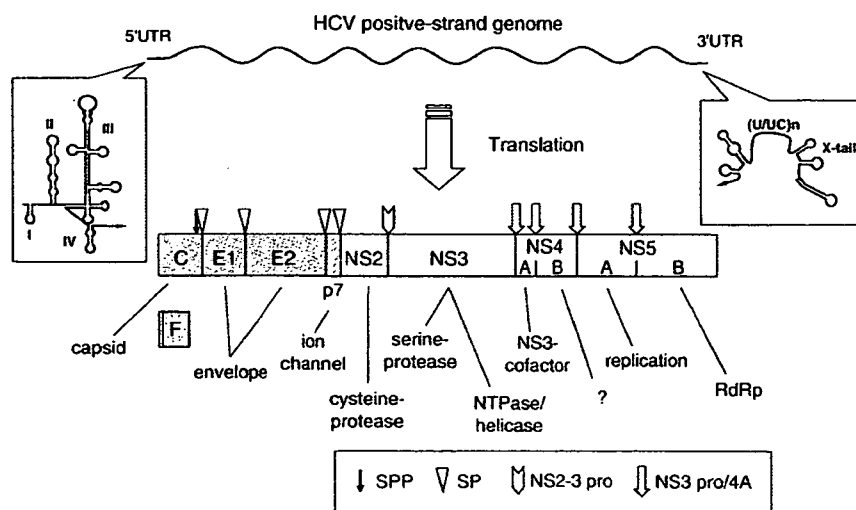 HCV positve-strand genome
5'UTR
3'UTR
II
III
I
IV
(U/UC)n
X-tail
Translation
C
E1
E2
NS2
NS3
NS4
A
B
NS5
A
B
p7
F
capsid
envelope
ion
channel
cysteine-
protease
serine-
protease
NTPase/
helicase
NS3-
cofactor
?
replication
RdRp
SPP
SP
NS2-3 pro
NS3 pro/4A